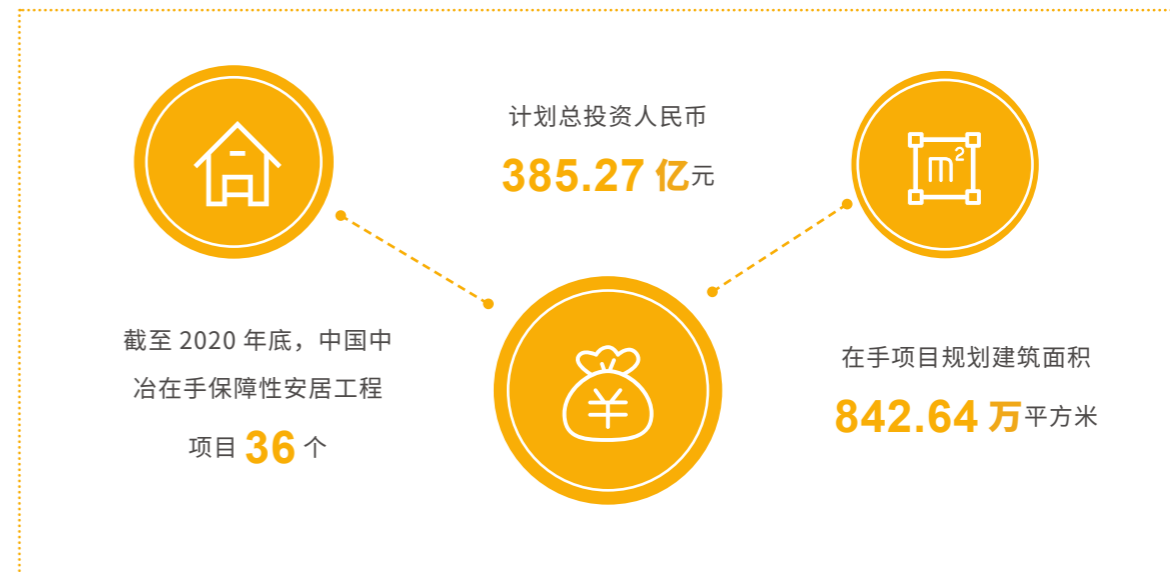 计划总投资人民币
385.27 亿元
m²
¥
截至 2020 年底，中国中
冶在手保障性安居工程
项目 36 个
在手项目规划建筑面积
842.64 万平方米